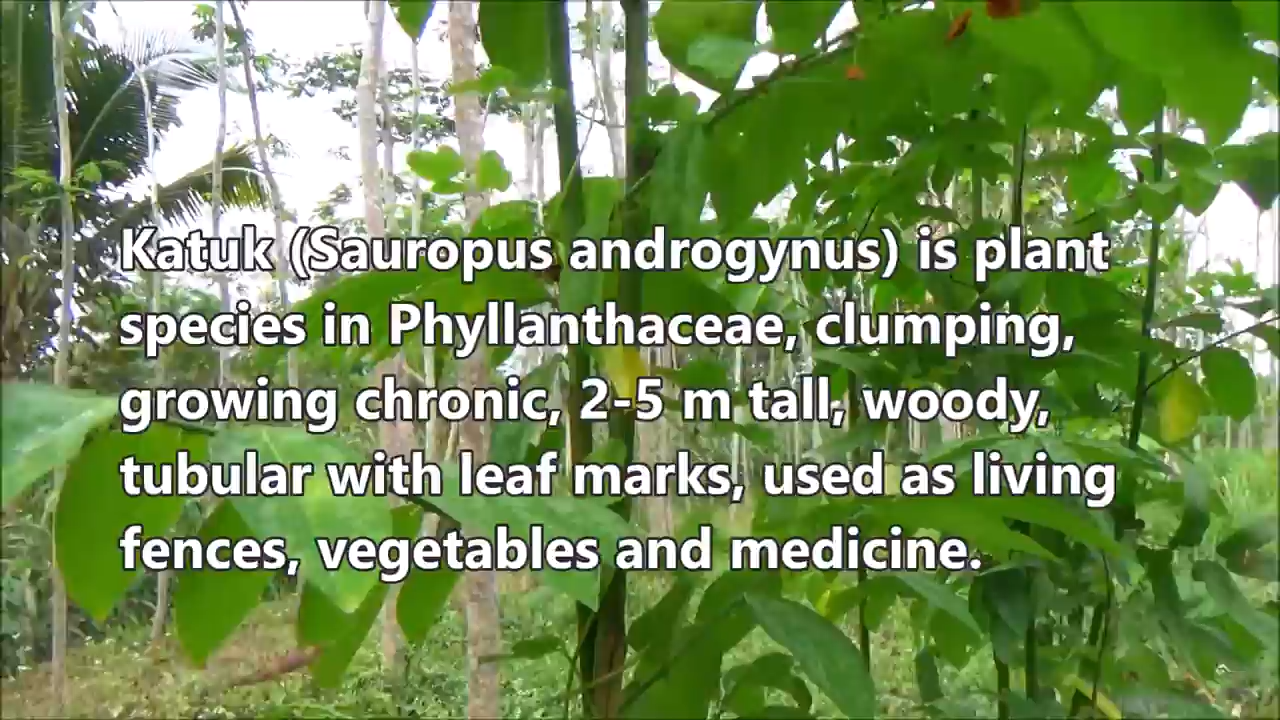 Katuk (Sauropus androgynus) is plant
species in Phyllanthaceae, clumping,
growing chronic, 2-5 m tall, woody,
tubular with leaf marks, used as living
fences, vegetables and medicine.